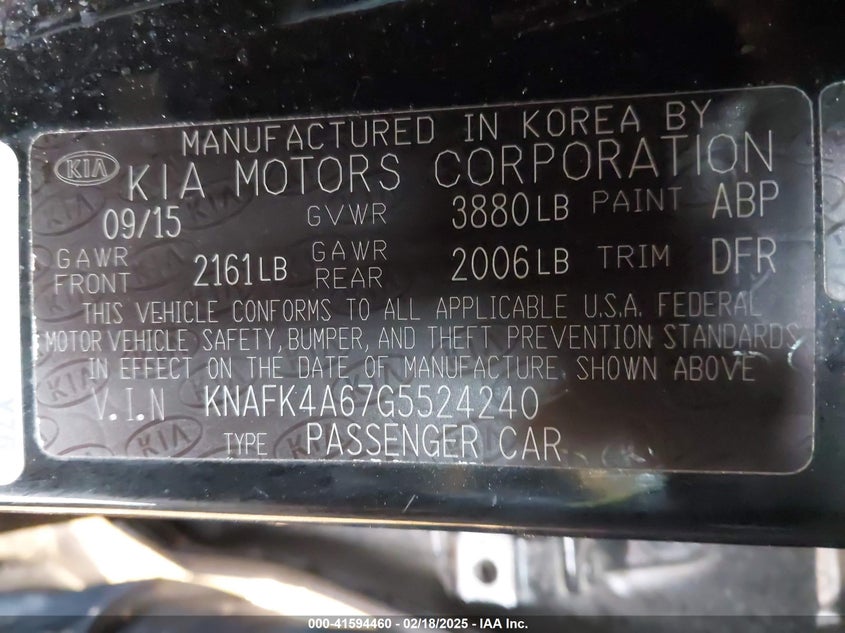 MANUFACTURED IN KOREA BY
KIA KIA MOTORS CORPORATION
09/15 GVWR 3880LB PAINT ABP
GAWR FRONT 2161LB GAWR REAR 2006LB TRIM DFR
THIS VEHICLE CONFORMS TO ALL APPLICABLE U.S.A. FEDERAL
MOTOR VEHICLE SAFETY, BUMPER, AND THEFT PREVENTION STANDARDS
IN EFFECT ON THE DATE OF MANUFACTURE SHOWN ABOVE
V.I.N KNAFK4A67G5524240
TYPE PASSENGER CAR
000-41594460 - 02/18/2025 - IAA Inc.